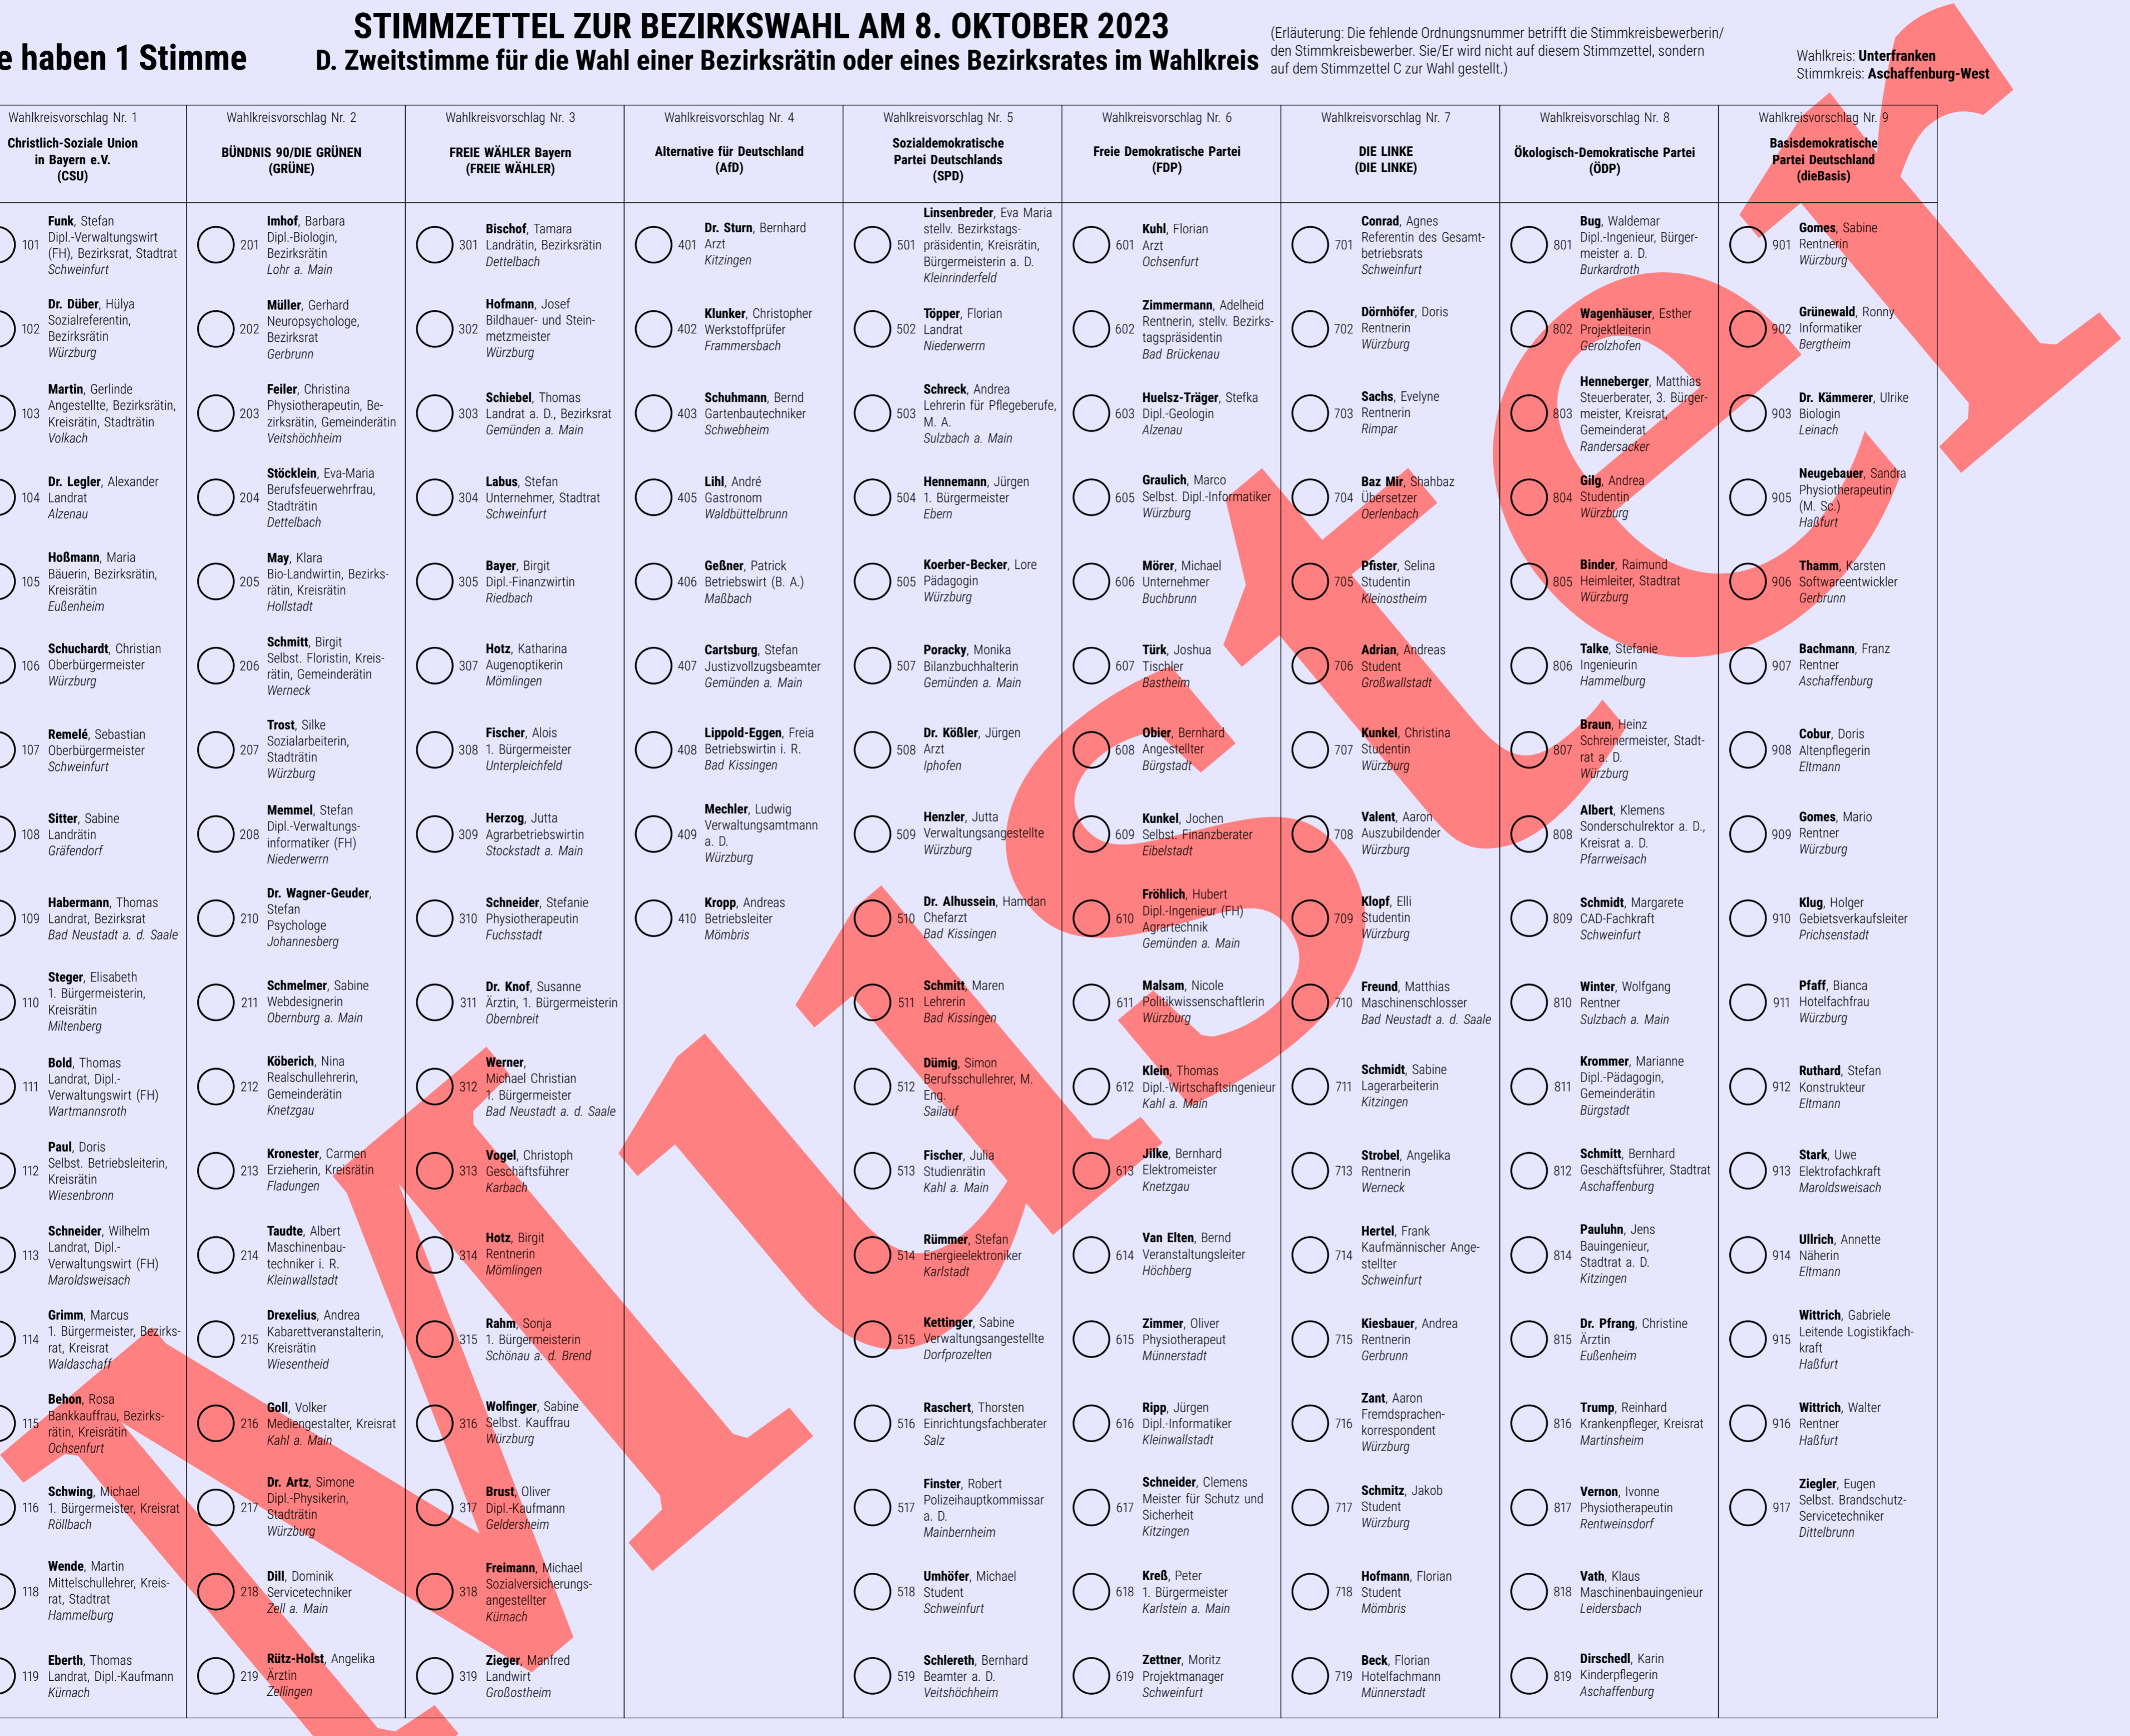 STIMMZETTEL ZUR BEZIRKSWAHL AM 8. OKTOBER 2023
e haben 1 Stimme
D. Zweitstimme für die Wahl einer Bezirksrätin oder eines Bezirksrates im Wahlkreis
(Erläuterung: Die fehlende Ordnungsnummer betrifft die Stimmkreisbewerberin/
den Stimmkreisbewerber. Sie/Er wird nicht auf diesem Stimmzettel, sondern
auf dem Stimmzettel C zur Wahl gestellt.)
Wahlkreis: Unterfranken
Stimmkreis: Aschaffenburg-West
Wahlkreisvorschlag Nr. 1
Christlich-Soziale Union
in Bayern e.V.
(CSU)
101
Funk, Stefan
Dipl.-Verwaltungswirt
(FH), Bezirksrat, Stadtrat
Schweinfurt
102
Dr. Düber, Hülya
Sozialreferentin,
Bezirksrätin
Würzburg
103
Martin, Gerlinde
Angestellte, Bezirksrätin,
Kreisrätin, Stadträtin
Volkach
104
Dr. Legler, Alexander
Landrat
Alzenau
105
Hoßmann, Maria
Bäuerin, Bezirksrätin,
Kreisrätin
Eußenheim
106
Schuchardt, Christian
Oberbürgermeister
Würzburg
107
Remelé, Sebastian
Oberbürgermeister
Schweinfurt
108
Sitter, Sabine
Landrätin
Gräfendorf
109
Habermann, Thomas
Landrat, Bezirksrat
Bad Neustadt a. d. Saale
110
Steger, Elisabeth
1. Bürgermeisterin,
Kreisrätin
Miltenberg
111
Bold, Thomas
Landrat, Dipl.-
Verwaltungswirt (FH)
Wartmannsroth
112
Paul, Doris
Selbst. Betriebsleiterin,
Kreisrätin
Wiesenbronn
113
Schneider, Wilhelm
Landrat, Dipl.-
Verwaltungswirt (FH)
Maroldsweisach
114
Grimm, Marcus
1. Bürgermeister, Bezirks-
rat, Kreisrat
Waldaschaff
115
Behon, Rosa
Bankkauffrau, Bezirks-
rätin, Kreisrätin
Ochsenfurt
116
Schwing, Michael
1. Bürgermeister, Kreisrat
Röllbach
118
Wende, Martin
Mittelschullehrer, Kreis-
rat, Stadtrat
Hammelburg
119
Eberth, Thomas
Landrat, Dipl.-Kaufmann
Kürnach
Wahlkreisvorschlag Nr. 2
BÜNDNIS 90/DIE GRÜNEN
(GRÜNE)
201
Imhof, Barbara
Dipl.-Biologin,
Bezirksrätin
Lohr a. Main
202
Müller, Gerhard
Neuropsychologe,
Bezirksrat
Gerbrunn
203
Feiler, Christina
Physiotherapeutin, Be-
zirksrätin, Gemeinderätin
Veitshöchheim
204
Stöcklein, Eva-Maria
Berufsfeuerwehrfrau,
Stadträtin
Dettelbach
205
May, Klara
Bio-Landwirtin, Bezirks-
rätin, Kreisrätin
Hollstadt
206
Schmitt, Birgit
Selbst. Floristin, Kreis-
rätin, Gemeinderätin
Werneck
207
Trost, Silke
Sozialarbeiterin,
Stadträtin
Würzburg
208
Memmel, Stefan
Dipl.-Verwaltungs-
informatiker (FH)
Niederwerrn
210
Dr. Wagner-Geuder,
Stefan
Psychologe
Johannesberg
211
Schmelmer, Sabine
Webdesignerin
Obernburg a. Main
212
Köberich, Nina
Realschullehrerin,
Gemeinderätin
Knetzgau
213
Kronester, Carmen
Erzieherin, Kreisrätin
Fladungen
214
Taudte, Albert
Maschinenbau-
techniker i. R.
Kleinwallstadt
215
Drexelius, Andrea
Kabarettveranstalterin,
Kreisrätin
Wiesentheid
216
Goll, Volker
Mediengestalter, Kreisrat
Kahl a. Main
217
Dr. Artz, Simone
Dipl.-Physikerin,
Stadträtin
Würzburg
218
Dill, Dominik
Servicetechniker
Zell a. Main
219
Rütz-Holst, Angelika
Ärztin
Zellingen
Wahlkreisvorschlag Nr. 3
FREIE WÄHLER Bayern
(FREIE WÄHLER)
301
Bischof, Tamara
Landrätin, Bezirksrätin
Dettelbach
302
Hofmann, Josef
Bildhauer- und Stein-
metzmeister
Würzburg
303
Schiebel, Thomas
Landrat a. D., Bezirksrat
Gemünden a. Main
304
Labus, Stefan
Unternehmer, Stadtrat
Schweinfurt
305
Bayer, Birgit
Dipl.-Finanzwirtin
Riedbach
307
Hotz, Katharina
Augenoptikerin
Mömlingen
308
Fischer, Alois
1. Bürgermeister
Unterpleichfeld
309
Herzog, Jutta
Agrarbetriebswirtin
Stockstadt a. Main
310
Schneider, Stefanie
Physiotherapeutin
Fuchsstadt
311
Dr. Knof, Susanne
Ärztin, 1. Bürgermeisterin
Obernbreit
312
Werner,
Michael Christian
1. Bürgermeister
Bad Neustadt a. d. Saale
313
Vogel, Christoph
Geschäftsführer
Karbach
314
Hotz, Birgit
Rentnerin
Mömlingen
315
Rahm, Sonja
1. Bürgermeisterin
Schönau a. d. Brend
316
Wolfinger, Sabine
Selbst. Kauffrau
Würzburg
317
Brust, Oliver
Dipl.-Kaufmann
Geldersheim
318
Freimann, Michael
Sozialversicherungs-
angestellter
Kürnach
319
Zieger, Manfred
Landwirt
Großostheim
Wahlkreisvorschlag Nr. 4
Alternative für Deutschland
(AfD)
401
Dr. Sturn, Bernhard
Arzt
Kitzingen
402
Klunker, Christopher
Werkstoffprüfer
Frammersbach
403
Schuhmann, Bernd
Gartenbautechniker
Schwebheim
405
Lihl, André
Gastronom
Waldbüttelbrunn
406
Geßner, Patrick
Betriebswirt (B. A.)
Maßbach
407
Cartsburg, Stefan
Justizvollzugsbeamter
Gemünden a. Main
408
Lippold-Eggen, Freia
Betriebswirtin i. R.
Bad Kissingen
409
Mechler, Ludwig
Verwaltungsamtmann
a. D.
Würzburg
410
Kropp, Andreas
Betriebsleiter
Mömbris
Wahlkreisvorschlag Nr. 5
Sozialdemokratische
Partei Deutschlands
(SPD)
501
Linsenbreder, Eva Maria
stellv. Bezirkstags-
präsidentin, Kreisrätin,
Bürgermeisterin a. D.
Kleinrinderfeld
502
Töpper, Florian
Landrat
Niederwerrn
503
Schreck, Andrea
Lehrerin für Pflegeberufe,
M. A.
Sulzbach a. Main
504
Hennemann, Jürgen
1. Bürgermeister
Ebern
505
Koerber-Becker, Lore
Pädagogin
Würzburg
507
Poracky, Monika
Bilanzbuchhalterin
Gemünden a. Main
508
Dr. Kößler, Jürgen
Arzt
Iphofen
509
Henzler, Jutta
Verwaltungsangestellte
Würzburg
510
Dr. Alhussein, Hamdan
Chefarzt
Bad Kissingen
511
Schmitt, Maren
Lehrerin
Bad Kissingen
512
Dümig, Simon
Berufsschullehrer, M.
Eng.
Sailauf
513
Fischer, Julia
Studienrätin
Kahl a. Main
514
Rümmer, Stefan
Energieelektroniker
Karlstadt
515
Kettinger, Sabine
Verwaltungsangestellte
Dorfprozelten
516
Raschert, Thorsten
Einrichtungsfachberater
Salz
517
Finster, Robert
Polizeihauptkommissar
a. D.
Mainbernheim
518
Umhöfer, Michael
Student
Schweinfurt
519
Schlereth, Bernhard
Beamter a. D.
Veitshöchheim
Wahlkreisvorschlag Nr. 6
Freie Demokratische Partei
(FDP)
601
Kuhl, Florian
Arzt
Ochsenfurt
602
Zimmermann, Adelheid
Rentnerin, stellv. Bezirks-
tagspräsidentin
Bad Brückenau
603
Huelsz-Träger, Stefka
Dipl.-Geologin
Alzenau
605
Graulich, Marco
Selbst. Dipl.-Informatiker
Würzburg
606
Mörer, Michael
Unternehmer
Buchbrunn
607
Türk, Joshua
Tischler
Bastheim
608
Obier, Bernhard
Angestellter
Bürgstadt
609
Kunkel, Jochen
Selbst. Finanzberater
Eibelstadt
610
Fröhlich, Hubert
Dipl.-Ingenieur (FH)
Agrartechnik
Gemünden a. Main
611
Malsam, Nicole
Politikwissenschaftlerin
Würzburg
612
Klein, Thomas
Dipl.-Wirtschaftsingenieur
Kahl a. Main
613
Jilke, Bernhard
Elektromeister
Knetzgau
614
Van Elten, Bernd
Veranstaltungsleiter
Höchberg
615
Zimmer, Oliver
Physiotherapeut
Münnerstadt
616
Ripp, Jürgen
Dipl.-Informatiker
Kleinwallstadt
617
Schneider, Clemens
Meister für Schutz und
Sicherheit
Kitzingen
618
Kreß, Peter
1. Bürgermeister
Karlstein a. Main
619
Zettner, Moritz
Projektmanager
Schweinfurt
Wahlkreisvorschlag Nr. 7
DIE LINKE
(DIE LINKE)
701
Conrad, Agnes
Referentin des Gesamt-
betriebsrats
Schweinfurt
702
Dörnhöfer, Doris
Rentnerin
Würzburg
703
Sachs, Evelyne
Rentnerin
Rimpar
704
Baz Mir, Shahbaz
Übersetzer
Oerlenbach
705
Pfister, Selina
Studentin
Kleinostheim
706
Adrian, Andreas
Student
Großwallstadt
707
Kunkel, Christina
Studentin
Würzburg
708
Valent, Aaron
Auszubildender
Würzburg
709
Klopf, Elli
Studentin
Würzburg
710
Freund, Matthias
Maschinenschlosser
Bad Neustadt a. d. Saale
711
Schmidt, Sabine
Lagerarbeiterin
Kitzingen
713
Strobel, Angelika
Rentnerin
Werneck
714
Hertel, Frank
Kaufmännischer Ange-
stellter
Schweinfurt
715
Kiesbauer, Andrea
Rentnerin
Gerbrunn
716
Zant, Aaron
Fremdsprachen-
korrespondent
Würzburg
717
Schmitz, Jakob
Student
Würzburg
718
Hofmann, Florian
Student
Mömbris
719
Beck, Florian
Hotelfachmann
Münnerstadt
Wahlkreisvorschlag Nr. 8
Ökologisch-Demokratische Partei
(ÖDP)
801
Bug, Waldemar
Dipl.-Ingenieur, Bürger-
meister a. D.
Burkardroth
802
Wagenhäuser, Esther
Projektleiterin
Gerolzhofen
803
Henneberger, Matthias
Steuerberater, 3. Bürger-
meister, Kreisrat,
Gemeinderat
Randersacker
804
Gilg, Andrea
Studentin
Würzburg
805
Binder, Raimund
Heimleiter, Stadtrat
Würzburg
806
Talke, Stefanie
Ingenieurin
Hammelburg
807
Braun, Heinz
Schreinermeister, Stadt-
rat a. D.
Würzburg
808
Albert, Klemens
Sonderschulrektor a. D.,
Kreisrat a. D.
Pfarrweisach
809
Schmidt, Margarete
CAD-Fachkraft
Schweinfurt
810
Winter, Wolfgang
Rentner
Sulzbach a. Main
811
Krommer, Marianne
Dipl.-Pädagogin,
Gemeinderätin
Bürgstadt
812
Schmitt, Bernhard
Geschäftsführer, Stadtrat
Aschaffenburg
814
Pauluhn, Jens
Bauingenieur,
Stadtrat a. D.
Kitzingen
815
Dr. Pfrang, Christine
Ärztin
Eußenheim
816
Trump, Reinhard
Krankenpfleger, Kreisrat
Martinsheim
817
Vernon, Ivonne
Physiotherapeutin
Rentweinsdorf
818
Vath, Klaus
Maschinenbauingenieur
Leidersbach
819
Dirschedl, Karin
Kinderpflegerin
Aschaffenburg
Wahlkreisvorschlag Nr. 9
Basisdemokratische
Partei Deutschland
(dieBasis)
901
Gomes, Sabine
Rentnerin
Würzburg
902
Grünewald, Ronny
Informatiker
Bergtheim
903
Dr. Kämmerer, Ulrike
Biologin
Leinach
905
Neugebauer, Sandra
Physiotherapeutin
(M. Sc.)
Haßfurt
906
Thamm, Karsten
Softwareentwickler
Gerbrunn
907
Bachmann, Franz
Rentner
Aschaffenburg
908
Cobur, Doris
Altenpflegerin
Eltmann
909
Gomes, Mario
Rentner
Würzburg
910
Klug, Holger
Gebietsverkaufsleiter
Prichsenstadt
911
Pfaff, Bianca
Hotelfachfrau
Würzburg
912
Ruthard, Stefan
Konstrukteur
Eltmann
913
Stark, Uwe
Elektrofachkraft
Maroldsweisach
914
Ullrich, Annette
Näherin
Eltmann
915
Wittrich, Gabriele
Leitende Logistikfach-
kraft
Haßfurt
916
Wittrich, Walter
Rentner
Haßfurt
917
Ziegler, Eugen
Selbst. Brandschutz-
Servicetechniker
Dittelbrunn
Muster